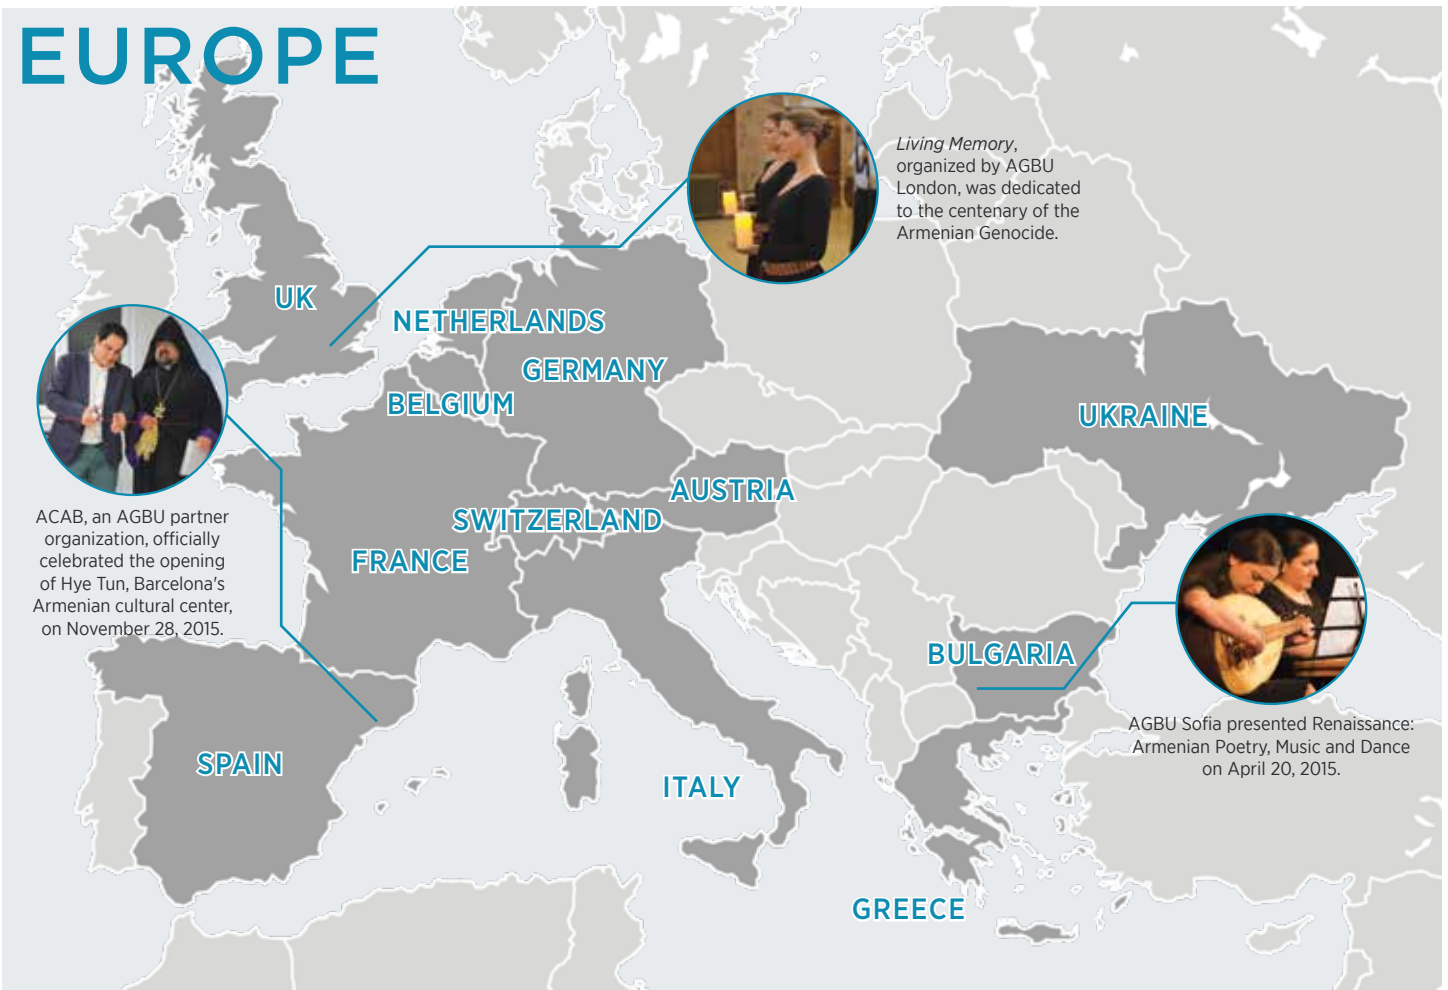 EUROPE
Living Memory,
organized by AGBU
London, was dedicated
to the centenary of the
Armenian Genocide.
UK
NETHERLANDS
GERMANY
BELGIUM
UKRAINE
AUSTRIA
SWITZERLAND
FRANCE
ACAB, an AGBU partner
organization, officially
celebrated the opening
of Hye Tun, Barcelona's
Armenian cultural center,
on November 28, 2015.
BULGARIA
AGBU Sofia presented Renaissance:
Armenian Poetry, Music and Dance
on April 20, 2015.
SPAIN
ITALY
GREECE